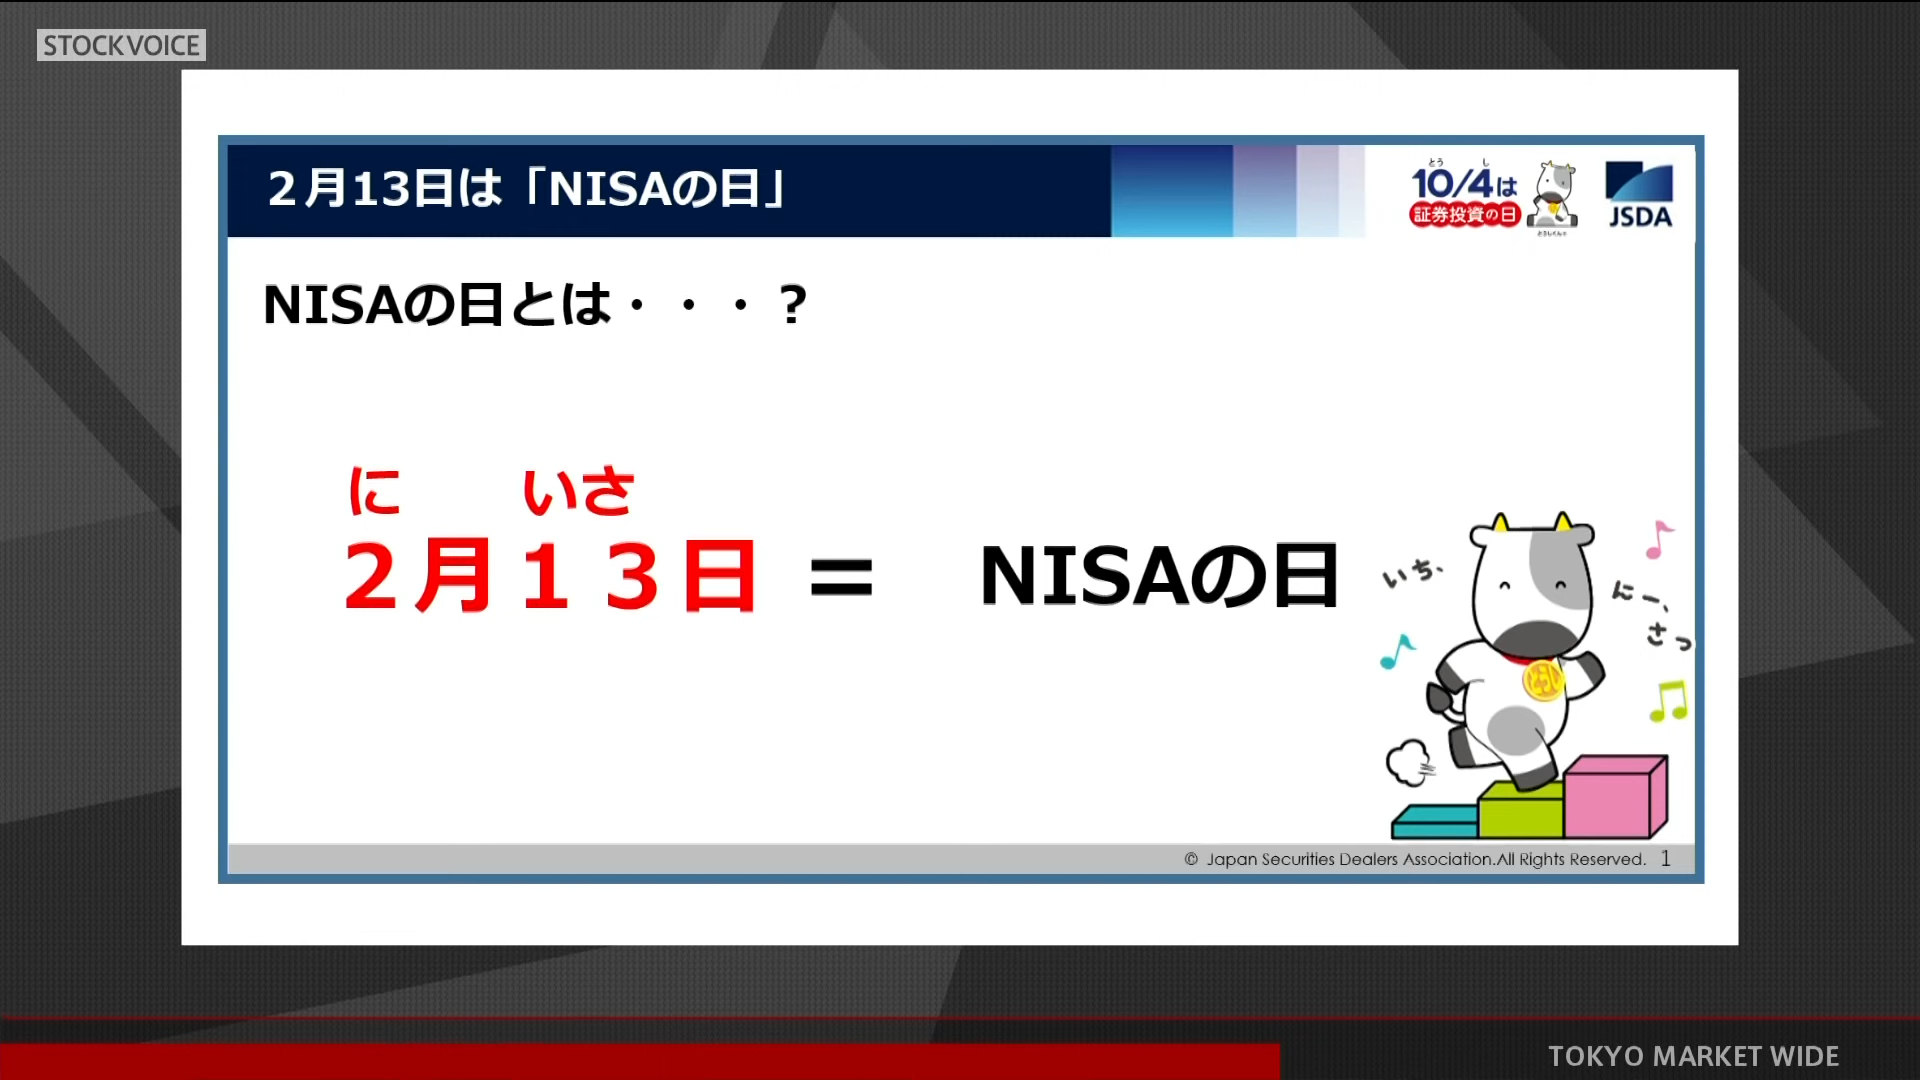 STOCKVOICE
２月13日は「NISAの日」
とう し
10/4は
証券投資の日
JSDA
NISAの日とは・・・？
に いさ
２月１３日 ＝ NISAの日
いち、
にー、
さっ
© Japan Securities Dealers Association.All Rights Reserved. 1
TOKYO MARKET WIDE